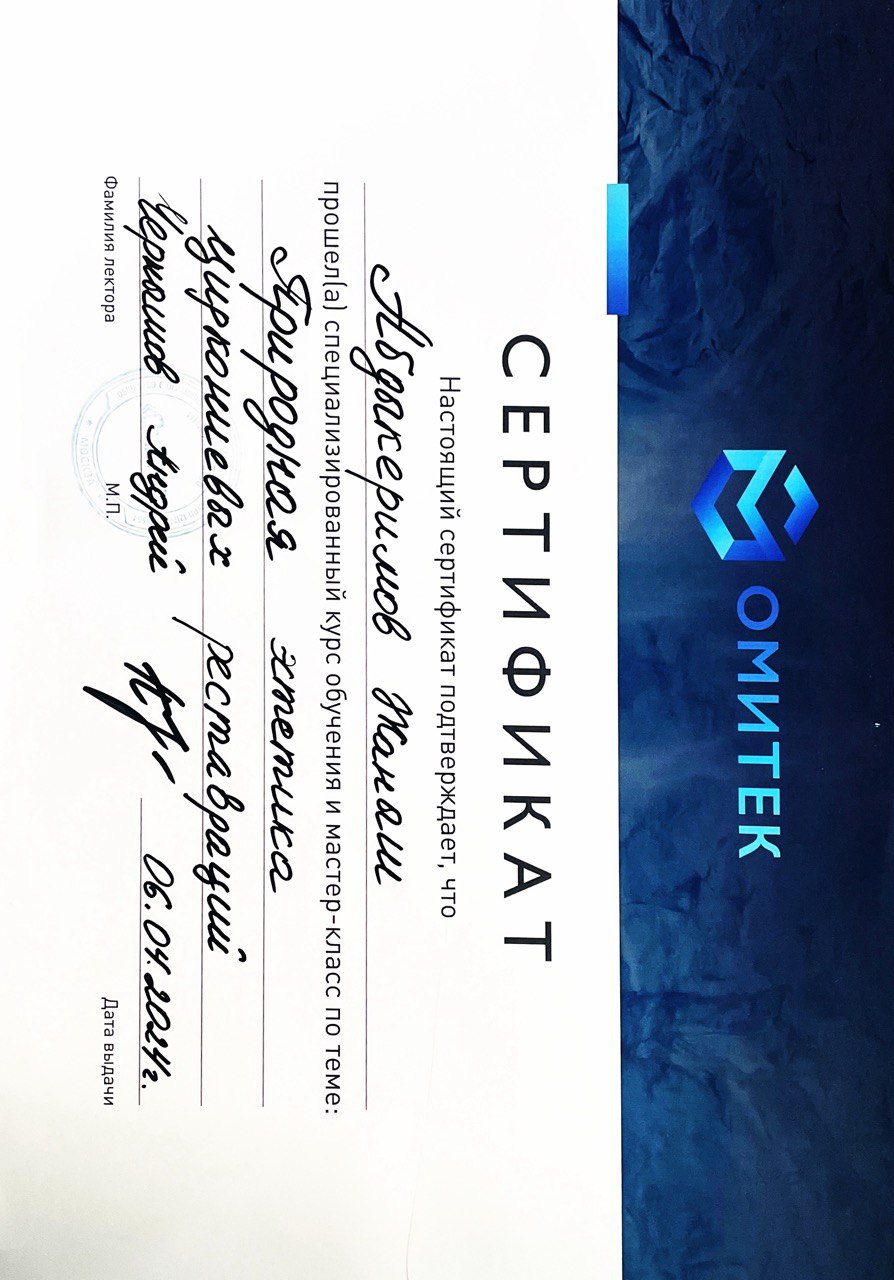 ОМИТЕК
СЕРТИФИКАТ
Настоящий сертификат подтверждает, что
Абдыкеримов Жаныш
прошел(а) специализированный курс обучения и мастер-класс по теме:
Природная эстетика
циркониевых реставраций
Чернышов Андрей 06.04.2024г.
Фамилия лектора М.П. Дата выдачи
МОСКВА